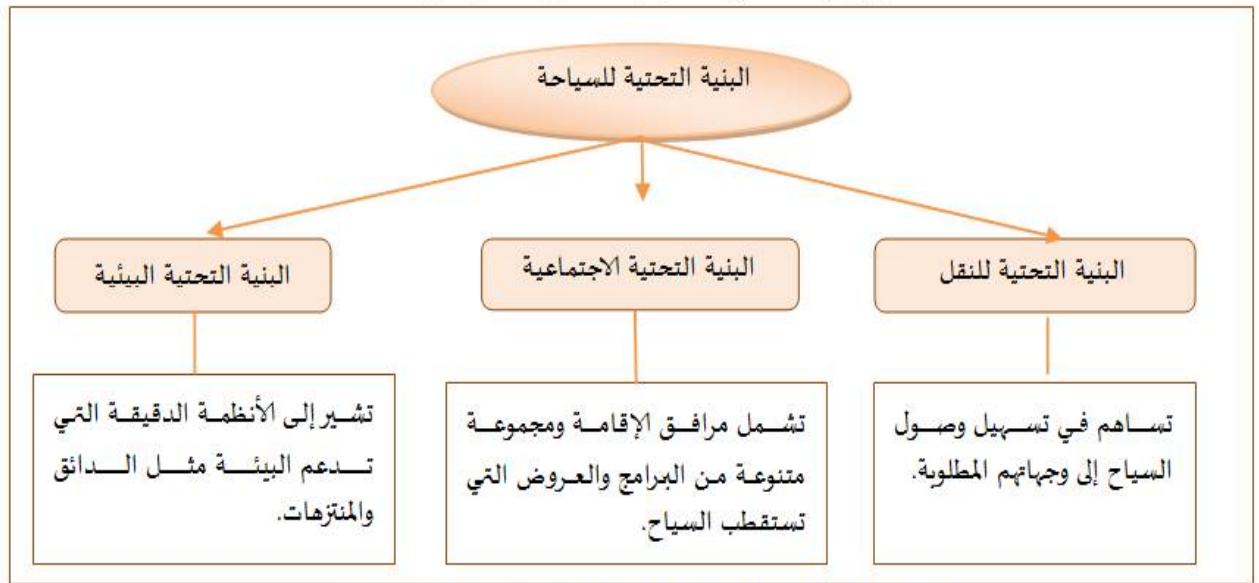 البنية التحتية للسياحة
البنية التحتية للنقل
البنية التحتية الاجتماعية
البنية التحتية البيئية
تساهم في تسهيل وصول
السياح إلى وجهاتهم المطلوبة.
تشمل مرافق الإقامة ومجموعة
متنوعة من البرامج والعروض التي
تستقطب السياح.
تشير إلى الأنظمة الدقيقة التي
تدعم البيئة مثل الدائق
والمنتزهات.